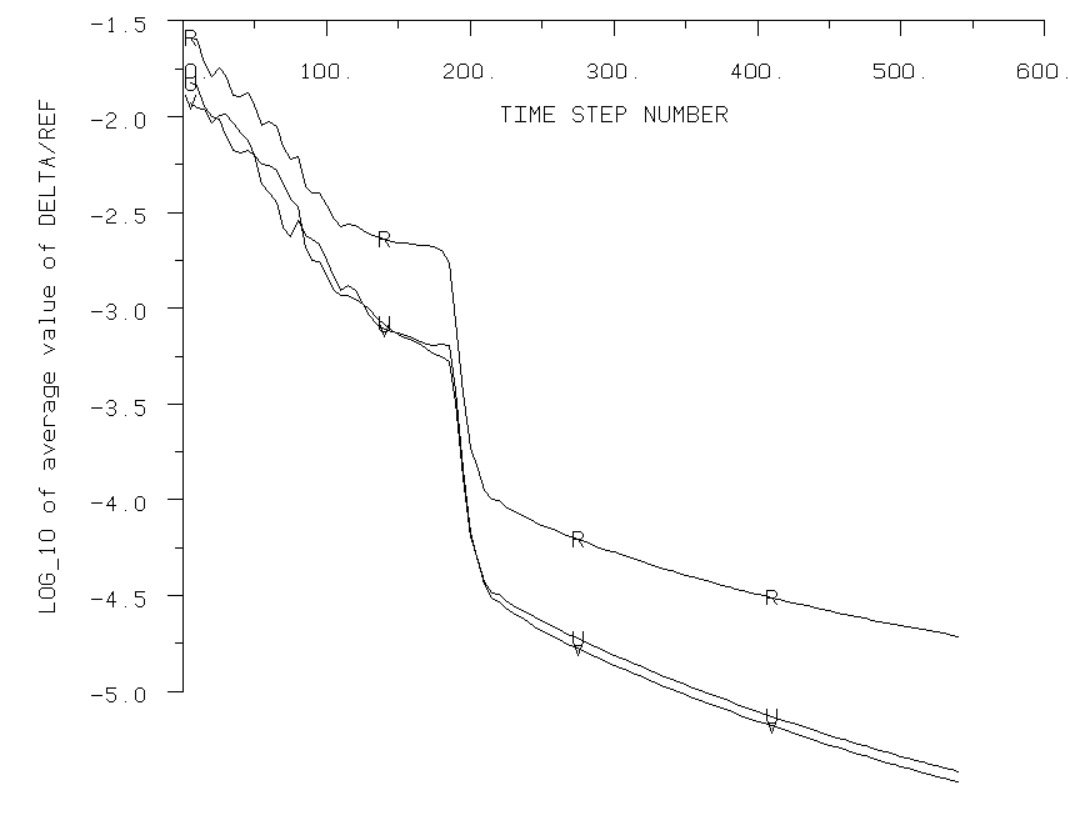 -1.5
R
0. 100. 200. 300. 400. 500. 600.
U
V
-2.0
TIME STEP NUMBER
-2.5
R
-3.0
U
V
-3.5
-4.0
R
-4.5
R
U
V
-5.0
U
V
LOG_10 of average value of DELTA/REF